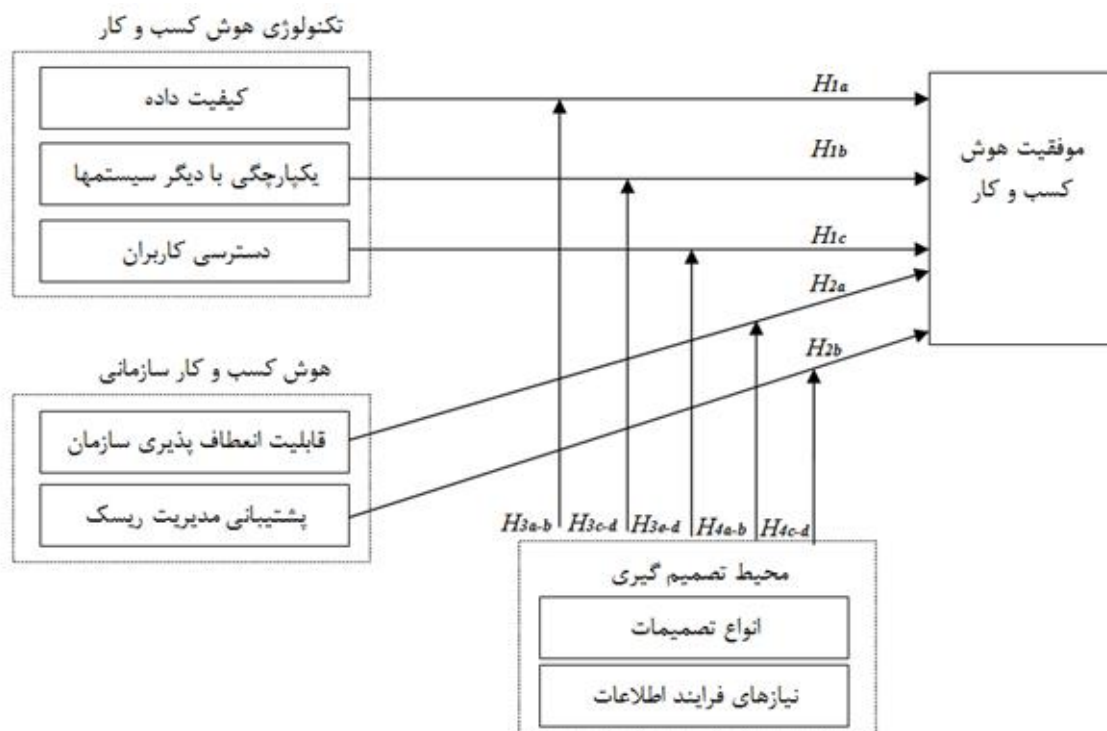 تکنولوژی هوش کسب و کار
کیفیت داده
یکپارچگی با دیگر سیستمها
دسترسی کاربران
H1a
H1b
H1c
H2a
H2b
موفقیت هوش
کسب و کار
هوش کسب و کار سازمانی
قابلیت انعطاف پذیری سازمان
پشتیبانی مدیریت ریسک
H3a-b H3c-d H3e-d H4a-b H4c-d
محیط تصمیم گیری
انواع تصمیمات
نیازهای فرایند اطلاعات